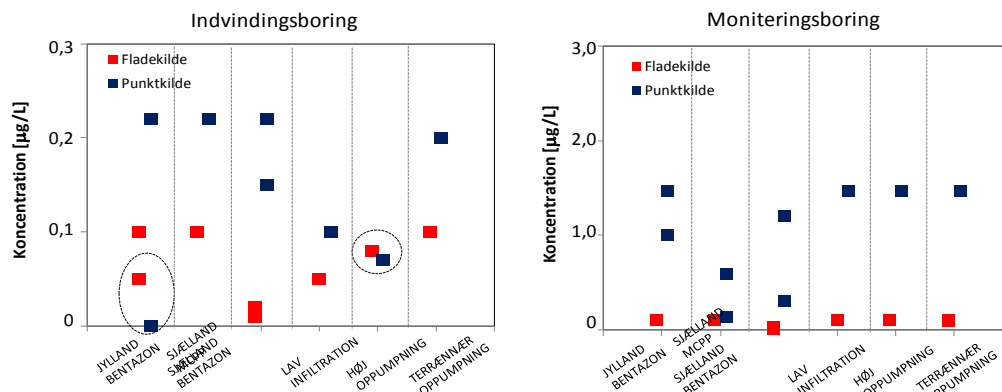 Indvindingsboring
Koncentration [µg/L]
0,3
0,2
0,1
0
Fladekilde
Punktkilde
JYLLAND
BENTAZON
SJÆLLAND
MCPP
SJÆLLAND
BENTAZON
LAV
INFILTRATION
HØJ
OPPUMPNING
TERRÆNNÆR
OPPUMPNING
Moniteringsboring
Koncentration [µg/L]
3,0
2,0
1,0
0
Fladekilde
Punktkilde
JYLLAND
BENTAZON
SJÆLLAND
MCPP
SJÆLLAND
BENTAZON
LAV
INFILTRATION
HØJ
OPPUMPNING
TERRÆNNÆR
OPPUMPNING